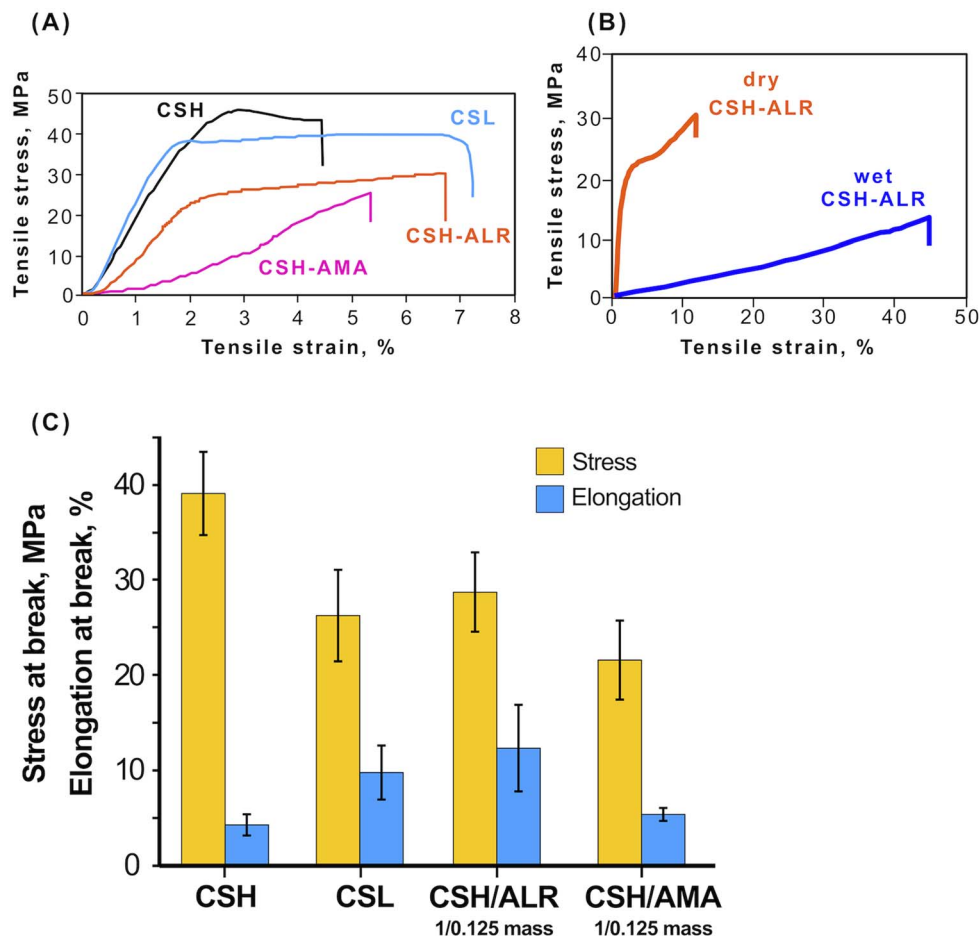 (A)
Tensile stress, MPa
50
40
30
20
10
0
CSH
CSL
CSH-ALR
CSH-AMA
0 1 2 3 4 5 6 7 8
Tensile strain, %
(B)
Tensile stress, MPa
40
30
20
10
0
dry
CSH-ALR
wet
CSH-ALR
0 10 20 30 40 50
Tensile strain, %
(C)
Stress at break, MPa
Elongation at break, %
40
30
20
10
0
Stress
Elongation
CSH CSL CSH/ALR CSH/AMA
1/0.125 mass 1/0.125 mass